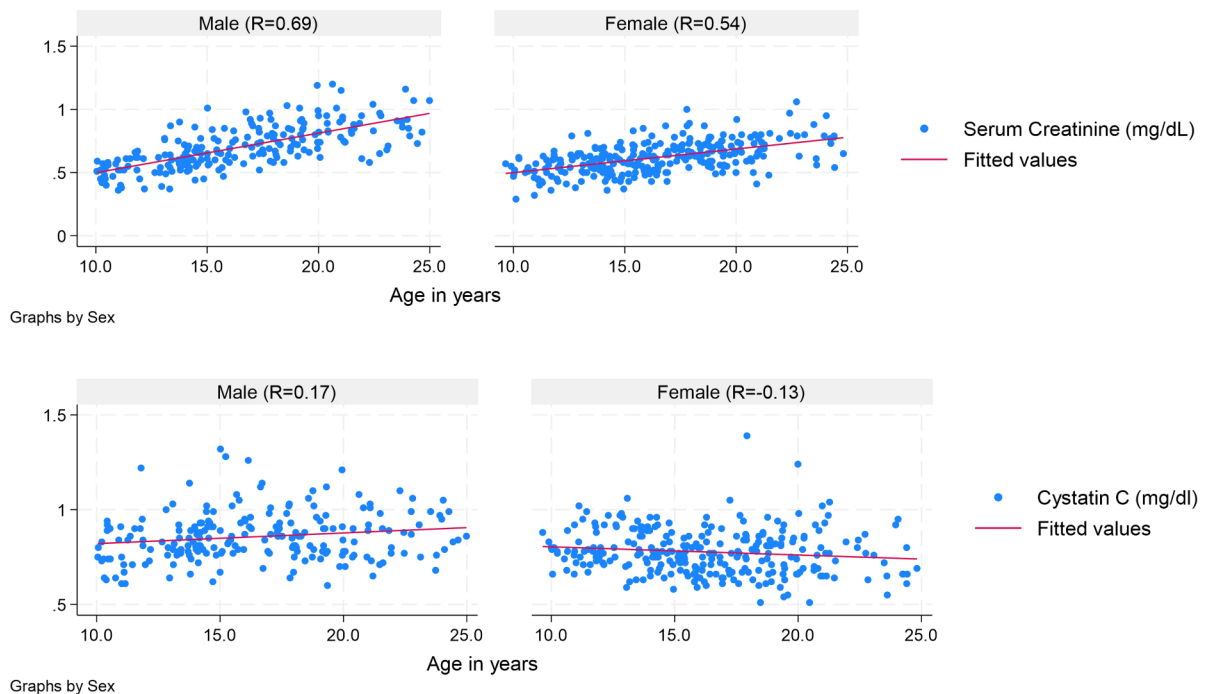 Male (R=0.69) Female (R=0.54)
1.5
1
.5
0
10.0 15.0 20.0 25.0 10.0 15.0 20.0 25.0
Age in years
Serum Creatinine (mg/dL)
Fitted values
Graphs by Sex
Male (R=0.17) Female (R=-0.13)
1.5
1
.5
10.0 15.0 20.0 25.0 10.0 15.0 20.0 25.0
Age in years
Cystatin C (mg/dl)
Fitted values
Graphs by Sex